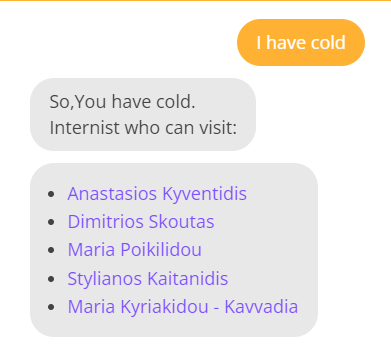 I have cold
So,You have cold.
Internist who can visit:
Anastasios Kyventidis
Dimitrios Skoutas
Maria Poikilidou
Stylianos Kaitanidis
Maria Kyriakidou - Kavvadia